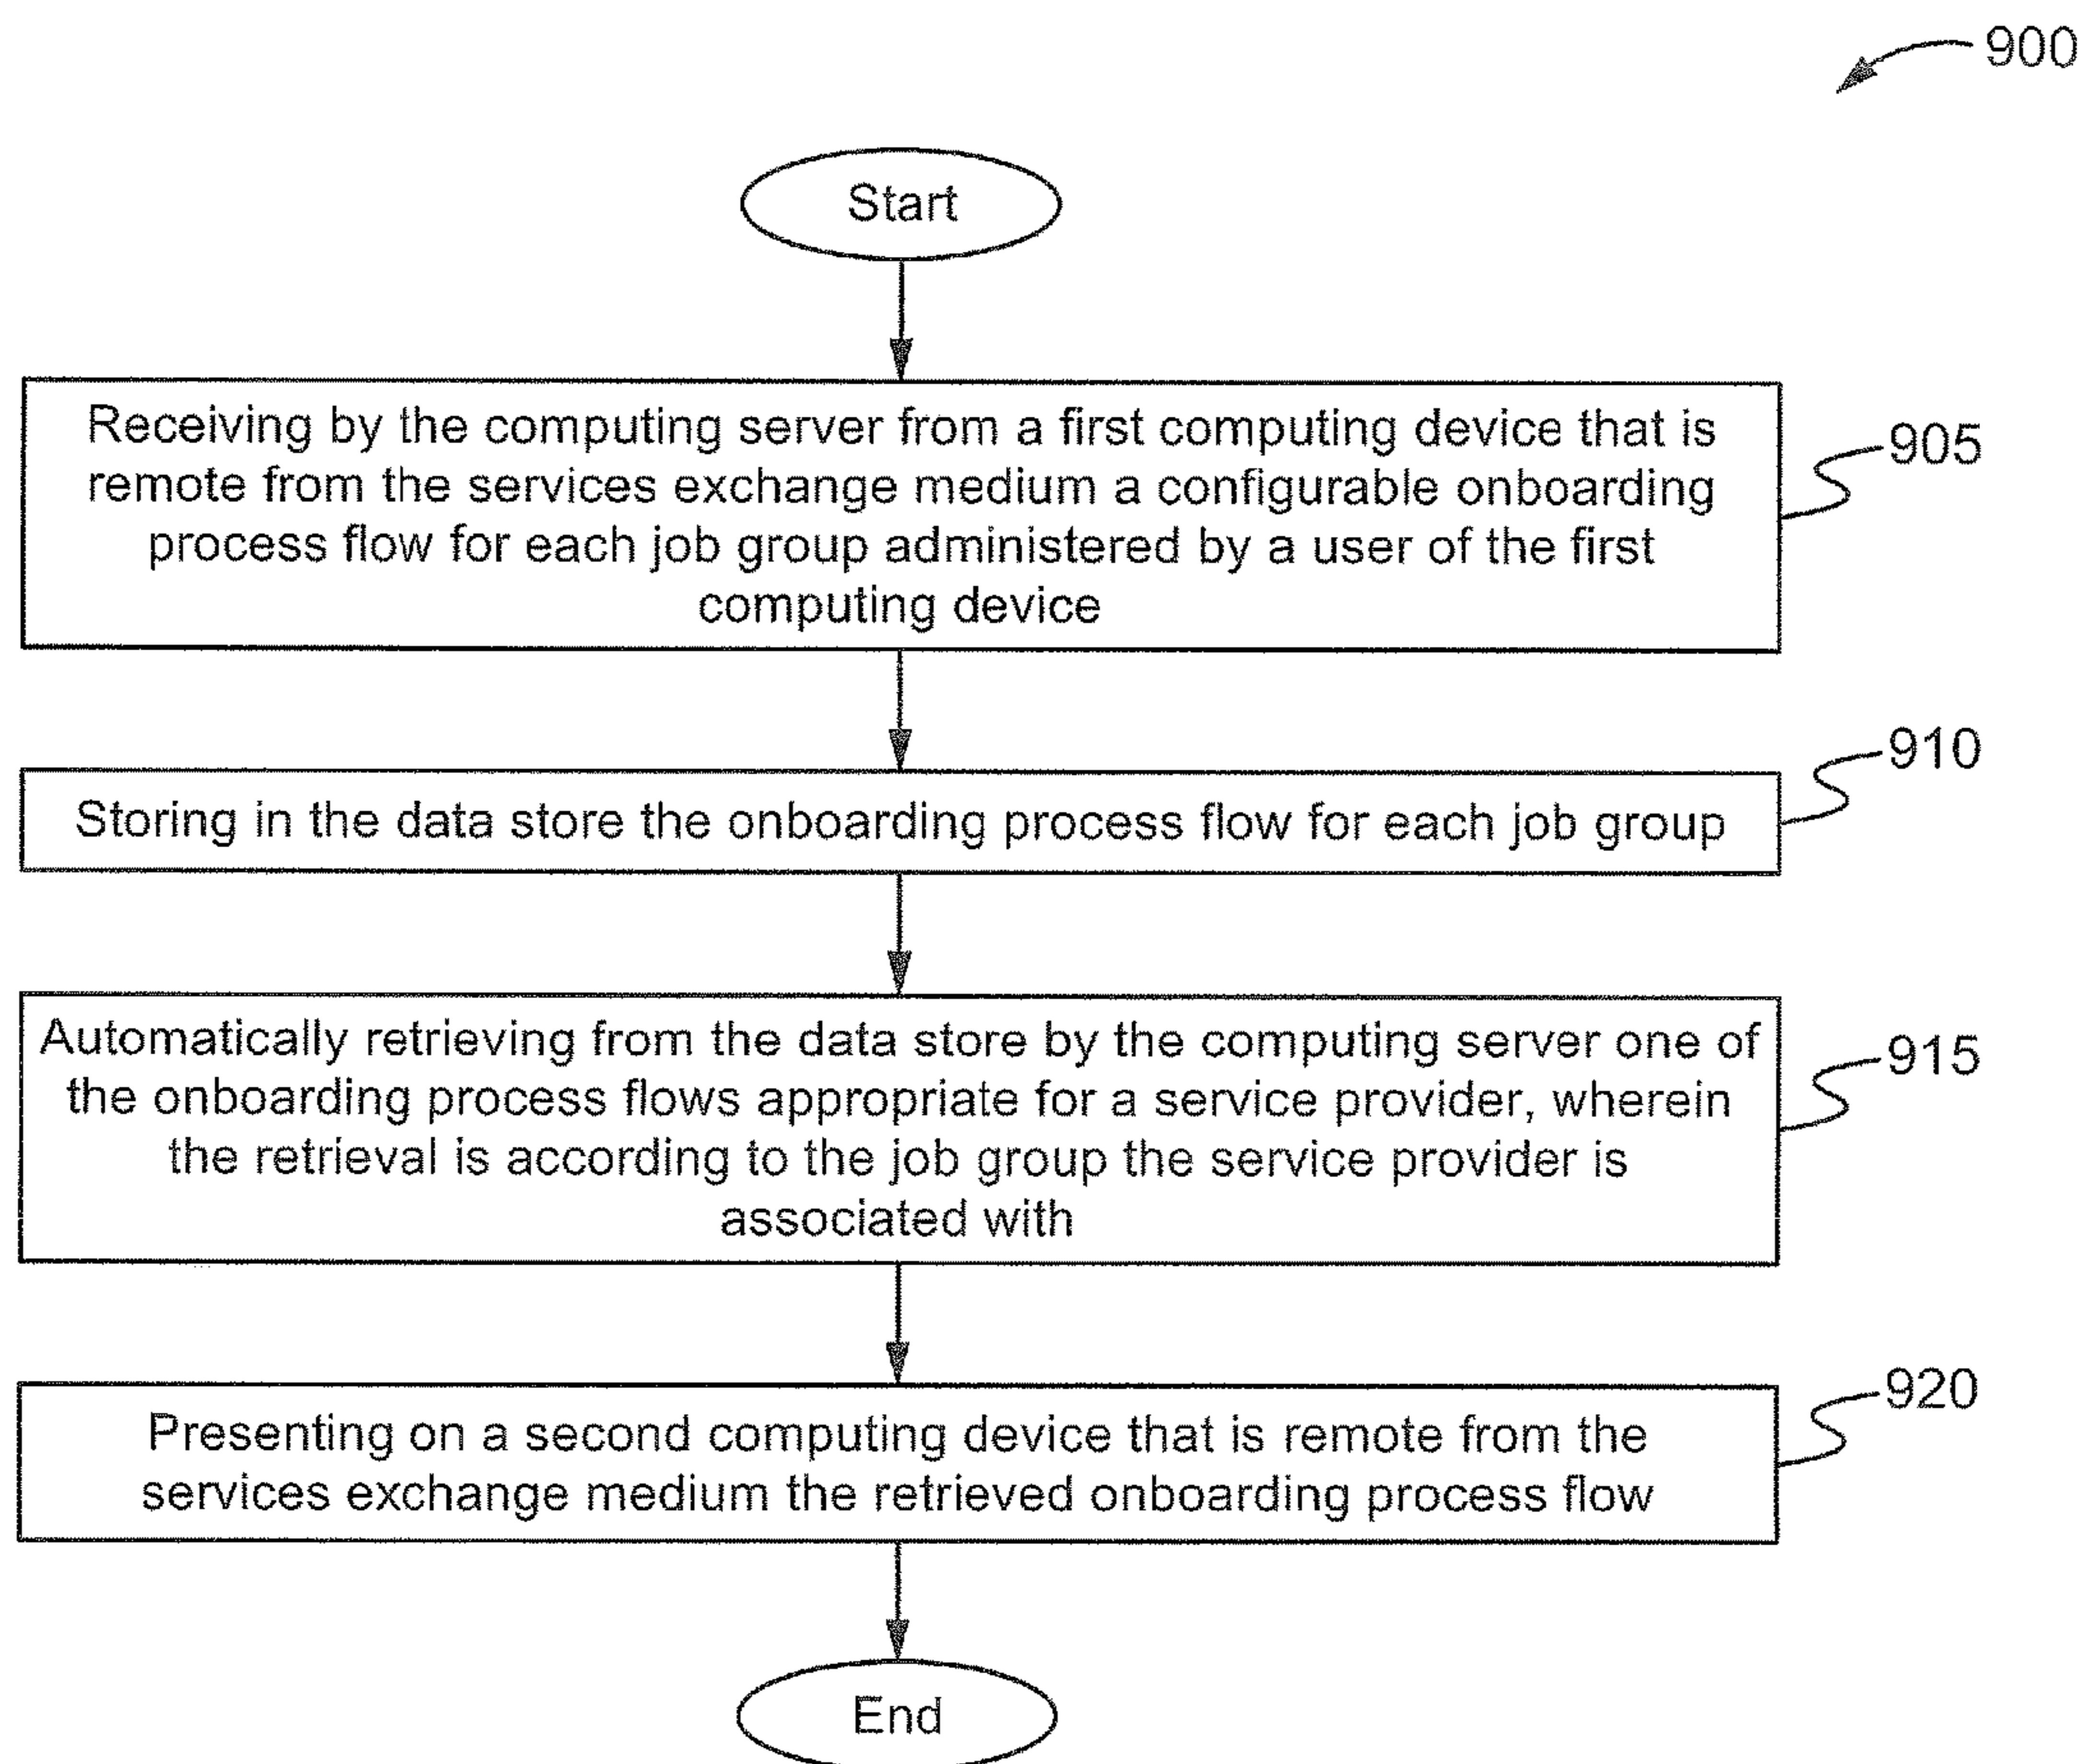 900
Start
Receiving by the computing server from a first computing device that is
remote from the services exchange medium a configurable onboarding
process flow for each job group administered by a user of the first
computing device
905
Storing in the data store the onboarding process flow for each job group
910
Automatically retrieving from the data store by the computing server one of
the onboarding process flows appropriate for a service provider, wherein
the retrieval is according to the job group the service provider is
associated with
915
Presenting on a second computing device that is remote from the
services exchange medium the retrieved onboarding process flow
920
End